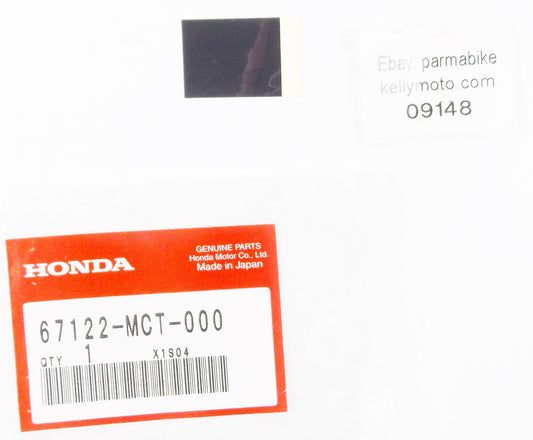 Ebay: parmabike
kellymoto.com
09148
HONDA
GENUINE PARTS
Honda Motor Co., Ltd.
Made in Japan
67122-MCT-000
QTY 1 X1S04